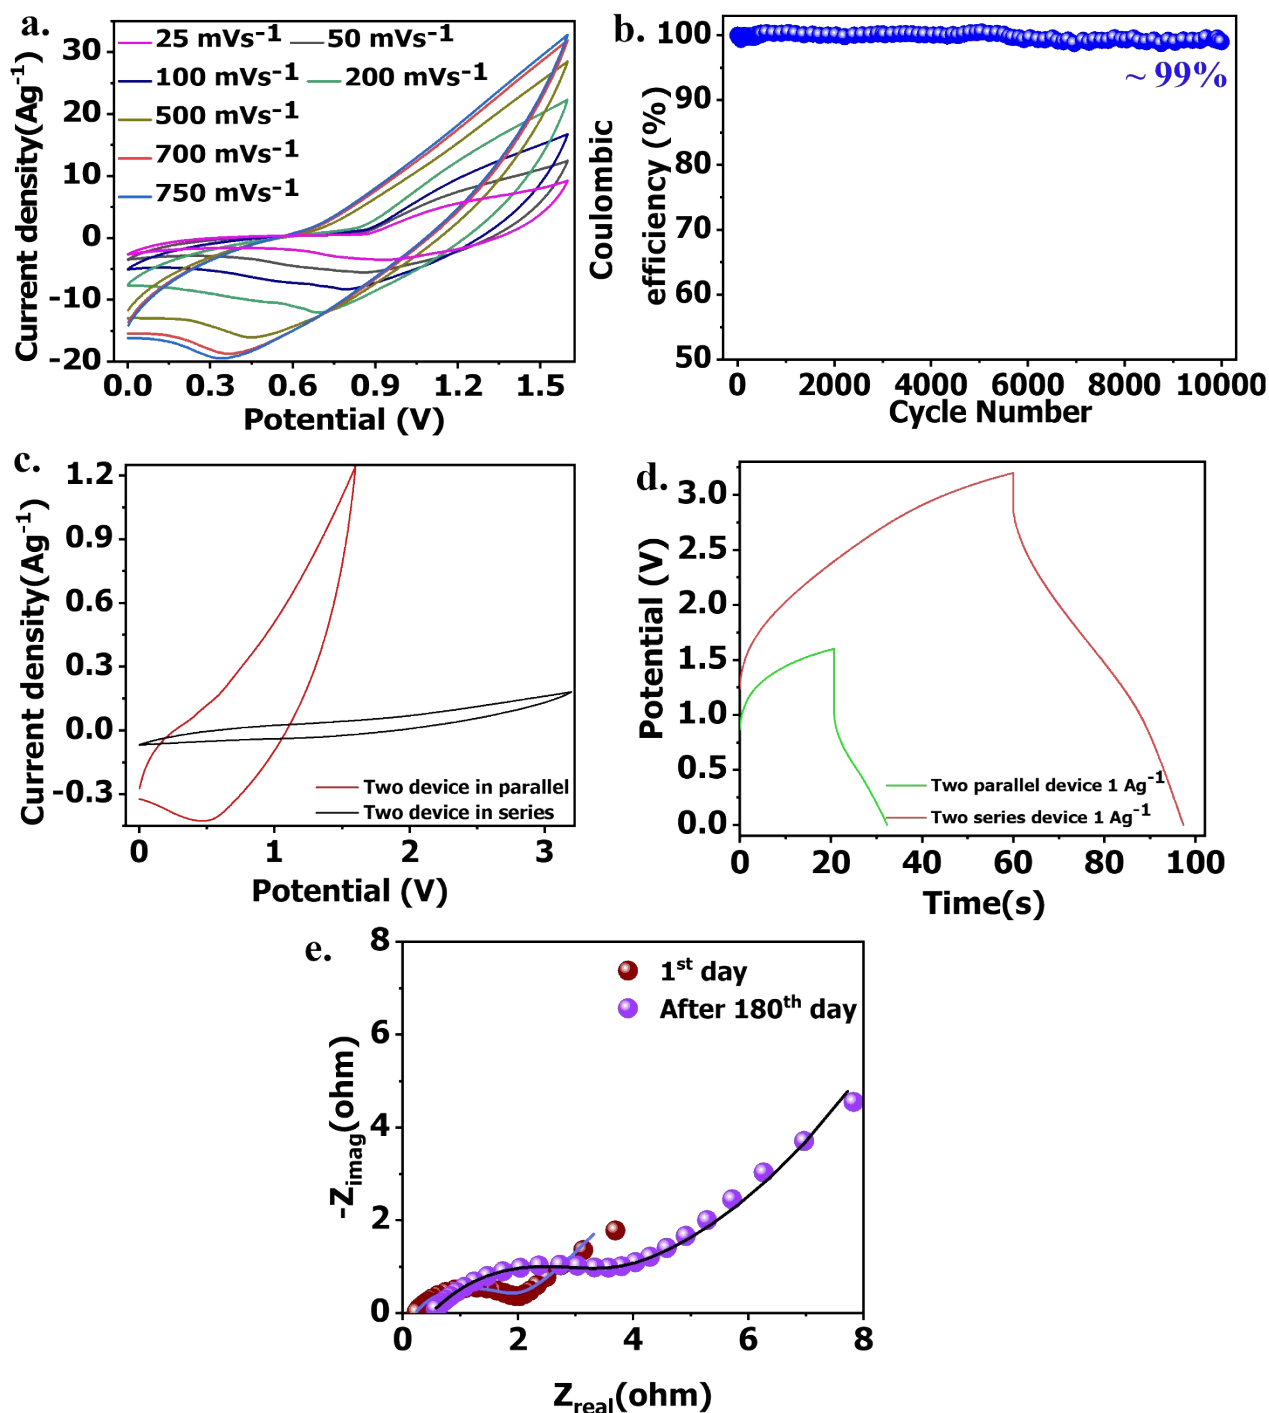 a.
25 mVs⁻¹ 50 mVs⁻¹
100 mVs⁻¹ 200 mVs⁻¹
500 mVs⁻¹
700 mVs⁻¹
750 mVs⁻¹
Current density(Ag⁻¹)
30
20
10
0
-10
-20
0.0 0.3 0.6 0.9 1.2 1.5
Potential (V)
b.
Coulombic
efficiency (%)
100
90
80
70
60
50
~ 99%
0 2000 4000 6000 8000 10000
Cycle Number
c.
Current density(Ag⁻¹)
1.2
0.9
0.6
0.3
0.0
-0.3
Two device in parallel
Two device in series
0 1 2 3
Potential (V)
d.
Potential (V)
3.0
2.5
2.0
1.5
1.0
0.5
0.0
Two parallel device 1 Ag⁻¹
Two series device 1 Ag⁻¹
0 20 40 60 80 100
Time(s)
e.
-Z_imag(ohm)
8
6
4
2
0
1st day
After 180th day
0 2 4 6 8
Z_real(ohm)